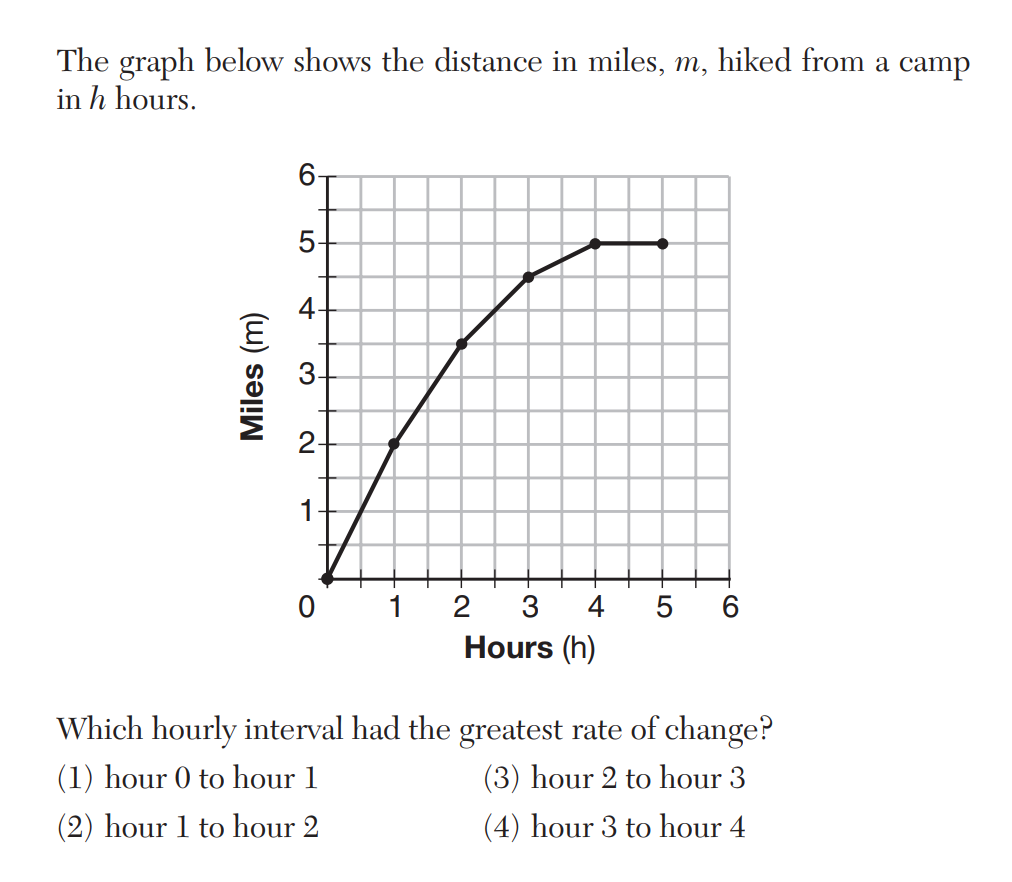 The graph below shows the distance in miles, m, hiked from a camp
in h hours.
6
5
4
3
2
1
Miles (m)
0 1 2 3 4 5 6
Hours (h)
Which hourly interval had the greatest rate of change?
(1) hour 0 to hour 1 (3) hour 2 to hour 3
(2) hour 1 to hour 2 (4) hour 3 to hour 4